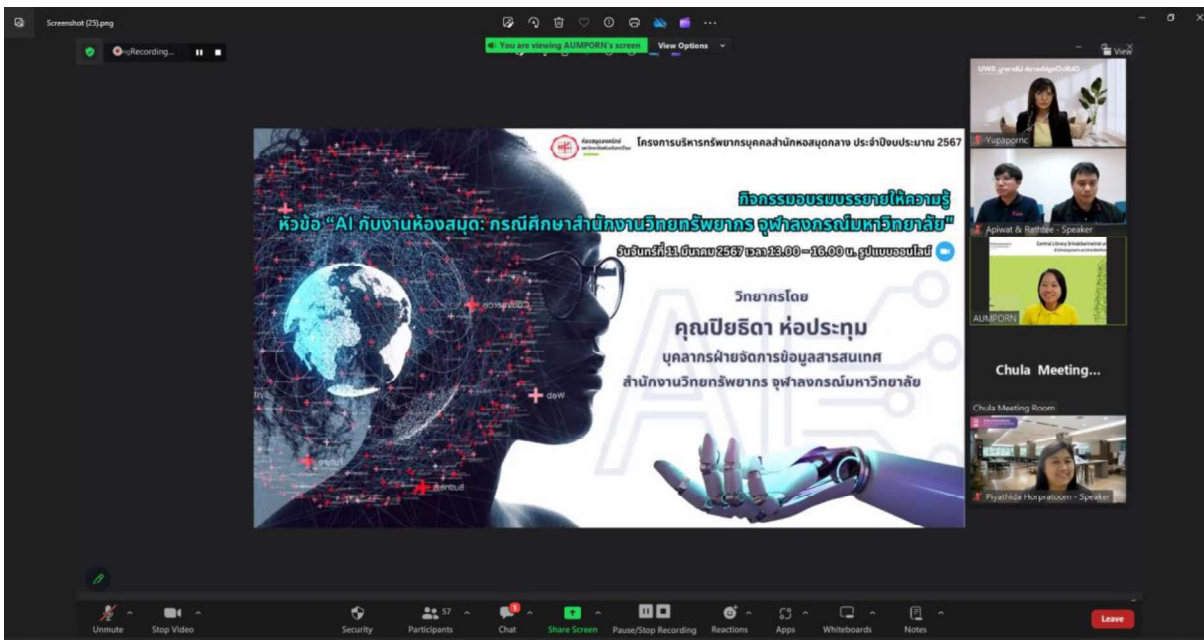 Screenshot (25).png
Recording...
You are viewing AUMPORN's screen
View Options
View
โครงการบริหารทรัพยากรบุคคลสำนักหอสมุดกลาง ประจำปีงบประมาณ 2567
กิจกรรมอบรมบรรยายให้ความรู้
หัวข้อ “AI กับงานห้องสมุด: กรณีศึกษาสำนักงานวิทยทรัพยากร จุฬาลงกรณ์มหาวิทยาลัย"
วันจันทร์ที่ 11 มีนาคม 2567 เวลา 13.00 – 16.00 น. รูปแบบออนไลน์
วิทยากรโดย
คุณปิยธิดา ห่อประทุม
บุคลากรฝ่ายจัดการข้อมูลสารสนเทศ
สำนักงานวิทยทรัพยากร จุฬาลงกรณ์มหาวิทยาลัย
AI
Yupapornc
Apiwat & Rathtee - Speaker
AUMPORN
Chula Meeting...
Chula Meeting Room
Piyathida Horpratoom - Speaker
Unmute
Stop Video
Security
Participants
57
Chat
1
Share Screen
Pause/Stop Recording
Reactions
Apps
Whiteboards
Notes
Leave